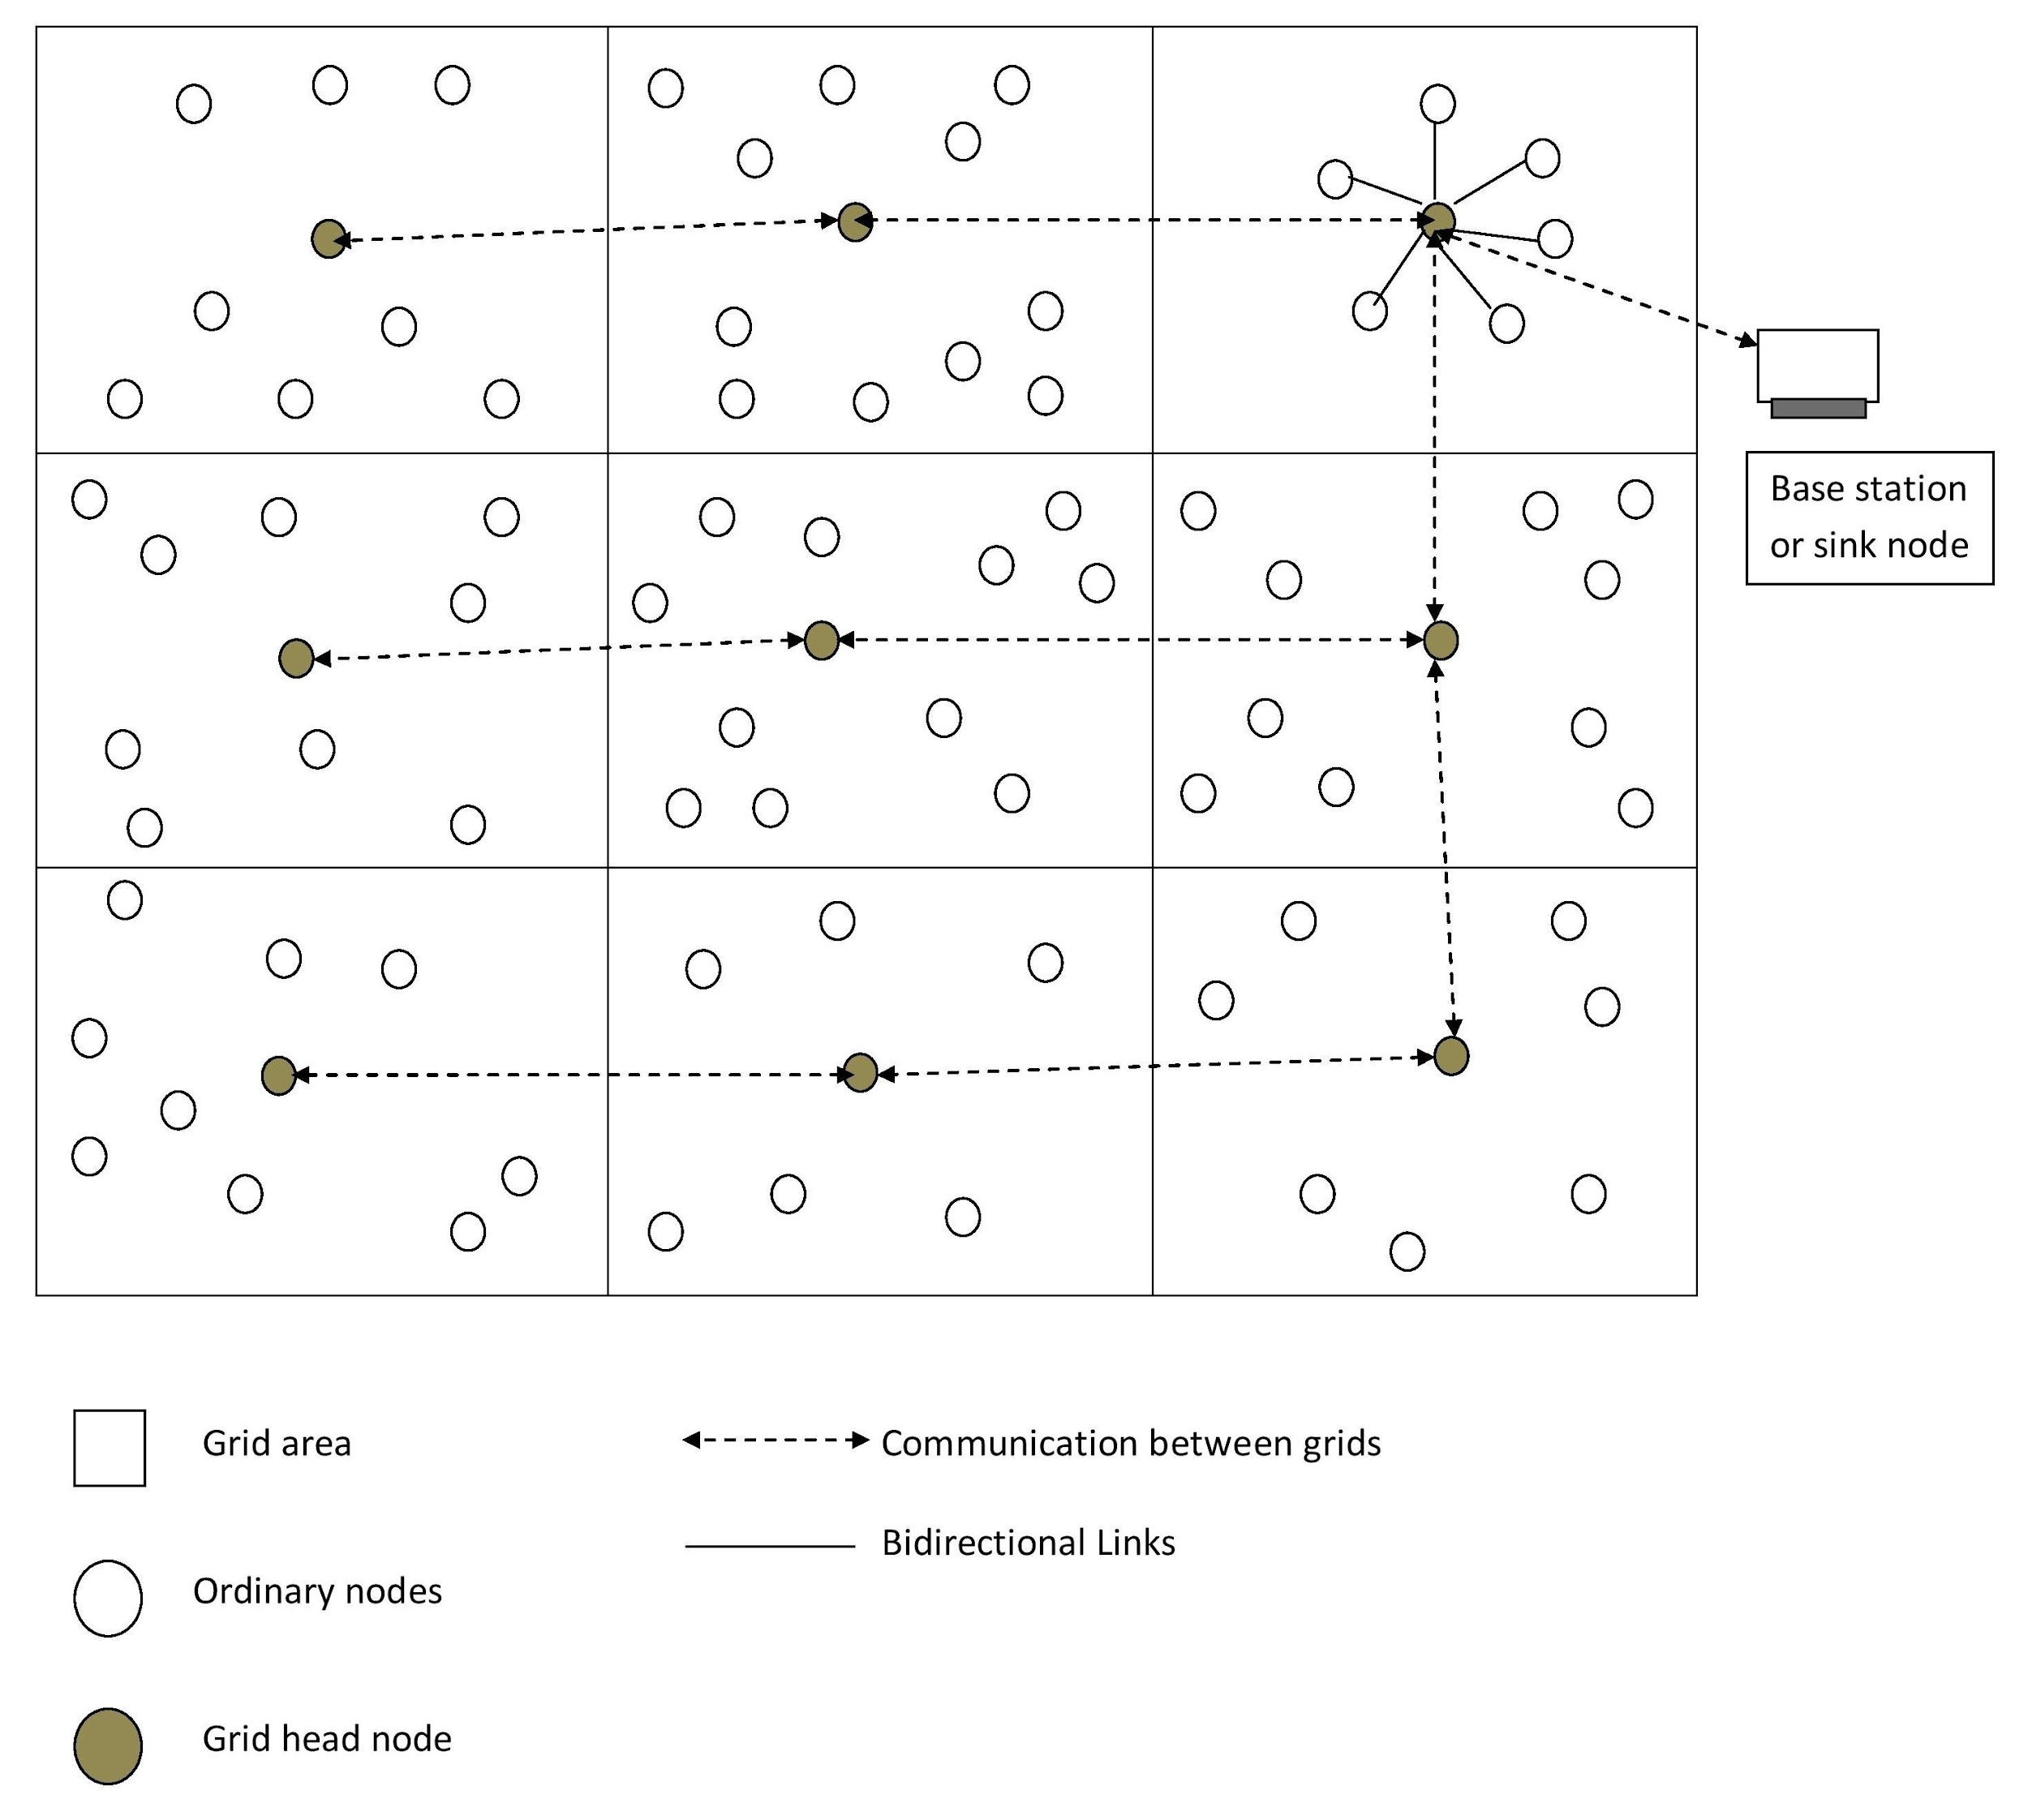 Base station
or sink node
Grid area
Communication between grids
Bidirectional Links
Ordinary nodes
Grid head node